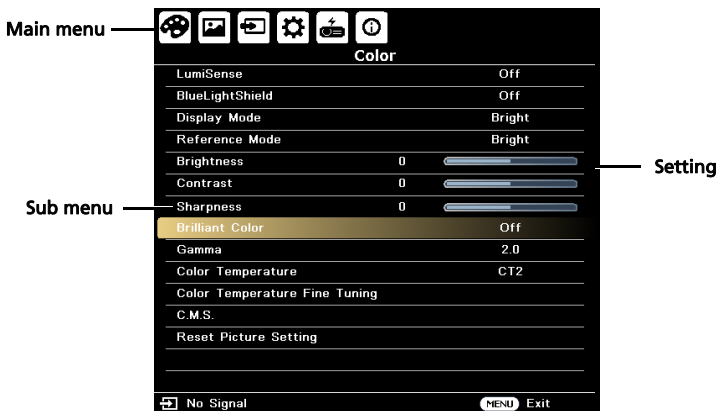 Main menu
Color
LumiSense Off
BlueLightShield Off
Display Mode Bright
Reference Mode Bright
Brightness 0
Setting
Contrast 0
Sub menu
Sharpness 0
Brilliant Color Off
Gamma 2.0
Color Temperature CT2
Color Temperature Fine Tuning
C.M.S.
Reset Picture Setting
No Signal MENU Exit